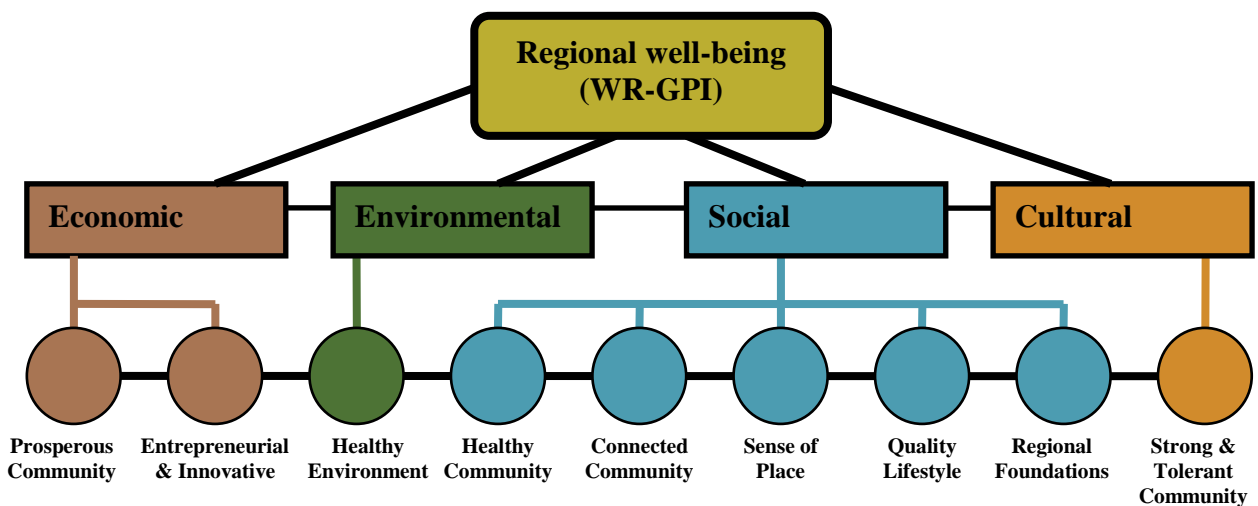 Regional well-being
(WR-GPI)
Economic
Environmental
Social
Cultural
Prosperous
Community
Entrepreneurial
& Innovative
Healthy
Environment
Healthy
Community
Connected
Community
Sense of
Place
Quality
Lifestyle
Regional
Foundations
Strong &
Tolerant
Community